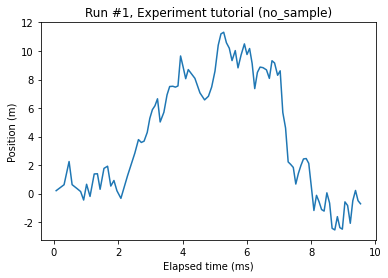 Run #1, Experiment tutorial (no_sample)
Position (m)
12
10
8
6
4
2
0
-2
0 2 4 6 8 10
Elapsed time (ms)